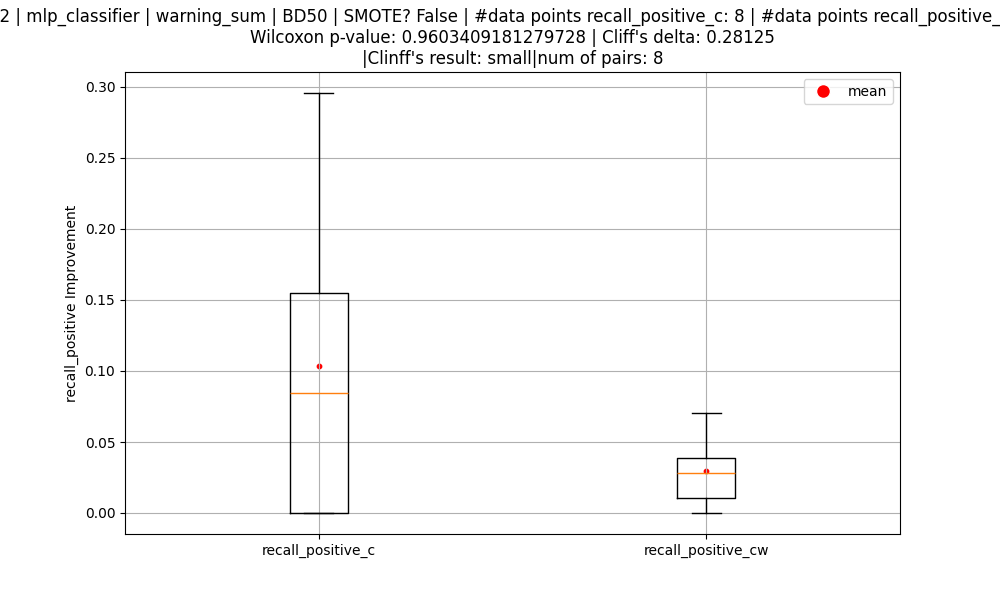 2 | mlp_classifier | warning_sum | BD50 | SMOTE? False | #data points recall_positive_c: 8 | #data points recall_positive_
Wilcoxon p-value: 0.9603409181279728 | Cliff's delta: 0.28125
|Clinff's result: small|num of pairs: 8
mean
0.30
0.25
0.20
0.15
0.10
0.05
0.00
recall_positive Improvement
recall_positive_c
recall_positive_cw